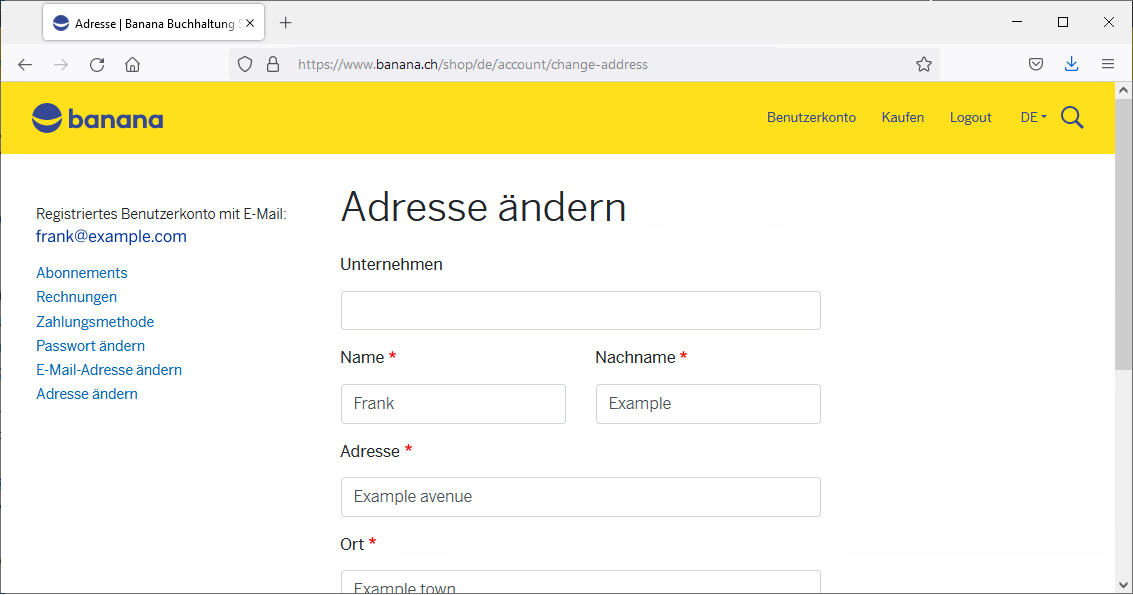 Adresse | Banana Buchhaltung S
https://www.banana.ch/shop/de/account/change-address
banana
Benutzerkonto
Kaufen
Logout
DE
Registriertes Benutzerkonto mit E-Mail:
frank@example.com
Abonnements
Rechnungen
Zahlungsmethode
Passwort ändern
E-Mail-Adresse ändern
Adresse ändern
Adresse ändern
Unternehmen
Name * Nachname *
Frank Example
Adresse *
Example avenue
Ort *
Example town